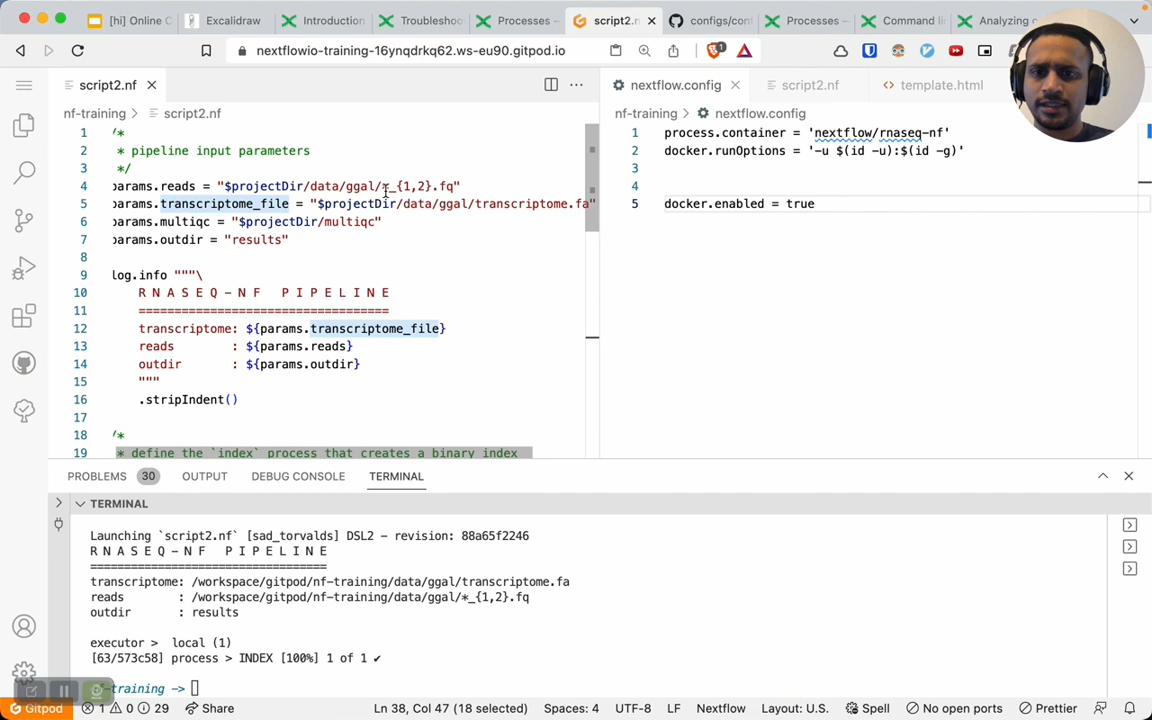 [hi] Online C
Excalidraw
Introduction
Troubleshoo
Processes –
script2.n
configs/con
Processes –
Command li
Analyzing c
nextflowio-training-16ynqdrkq62.ws-eu90.gitpod.io
1
script2.nf
nextflow.config
script2.nf
template.html
nf-training > script2.nf
nf-training > nextflow.config
1 /*
2 * pipeline input parameters
3 */
4 params.reads = "$projectDir/data/ggal/*_{1,2}.fq"
5 params.transcriptome_file = "$projectDir/data/ggal/transcriptome.fa"
6 params.multiqc = "$projectDir/multiqc"
7 params.outdir = "results"
8
9 log.info """\
10 R N A S E Q - N F   P I P E L I N E
11 ===================================
12 transcriptome: ${params.transcriptome_file}
13 reads        : ${params.reads}
14 outdir       : ${params.outdir}
15 """
16 .stripIndent()
17
18 /*
19 * define the `index` process that creates a binary index
1 process.container = 'nextflow/rnaseq-nf'
2 docker.runOptions = '-u $(id -u):$(id -g)'
3
4
5 docker.enabled = true
PROBLEMS 30 OUTPUT DEBUG CONSOLE TERMINAL
TERMINAL
Launching `script2.nf` [sad_torvalds] DSL2 - revision: 88a65f2246
R N A S E Q - N F   P I P E L I N E
===================================
transcriptome: /workspace/gitpod/nf-training/data/ggal/transcriptome.fa
reads        : /workspace/gitpod/nf-training/data/ggal/*_{1,2}.fq
outdir       : results
executor >  local (1)
[63/573c58] process > INDEX [100%] 1 of 1 ✔
nf-training ->
Gitpod 1 0 29 Share Ln 38, Col 47 (18 selected) Spaces: 4 UTF-8 LF Nextflow Layout: U.S. Spell No open ports Prettier